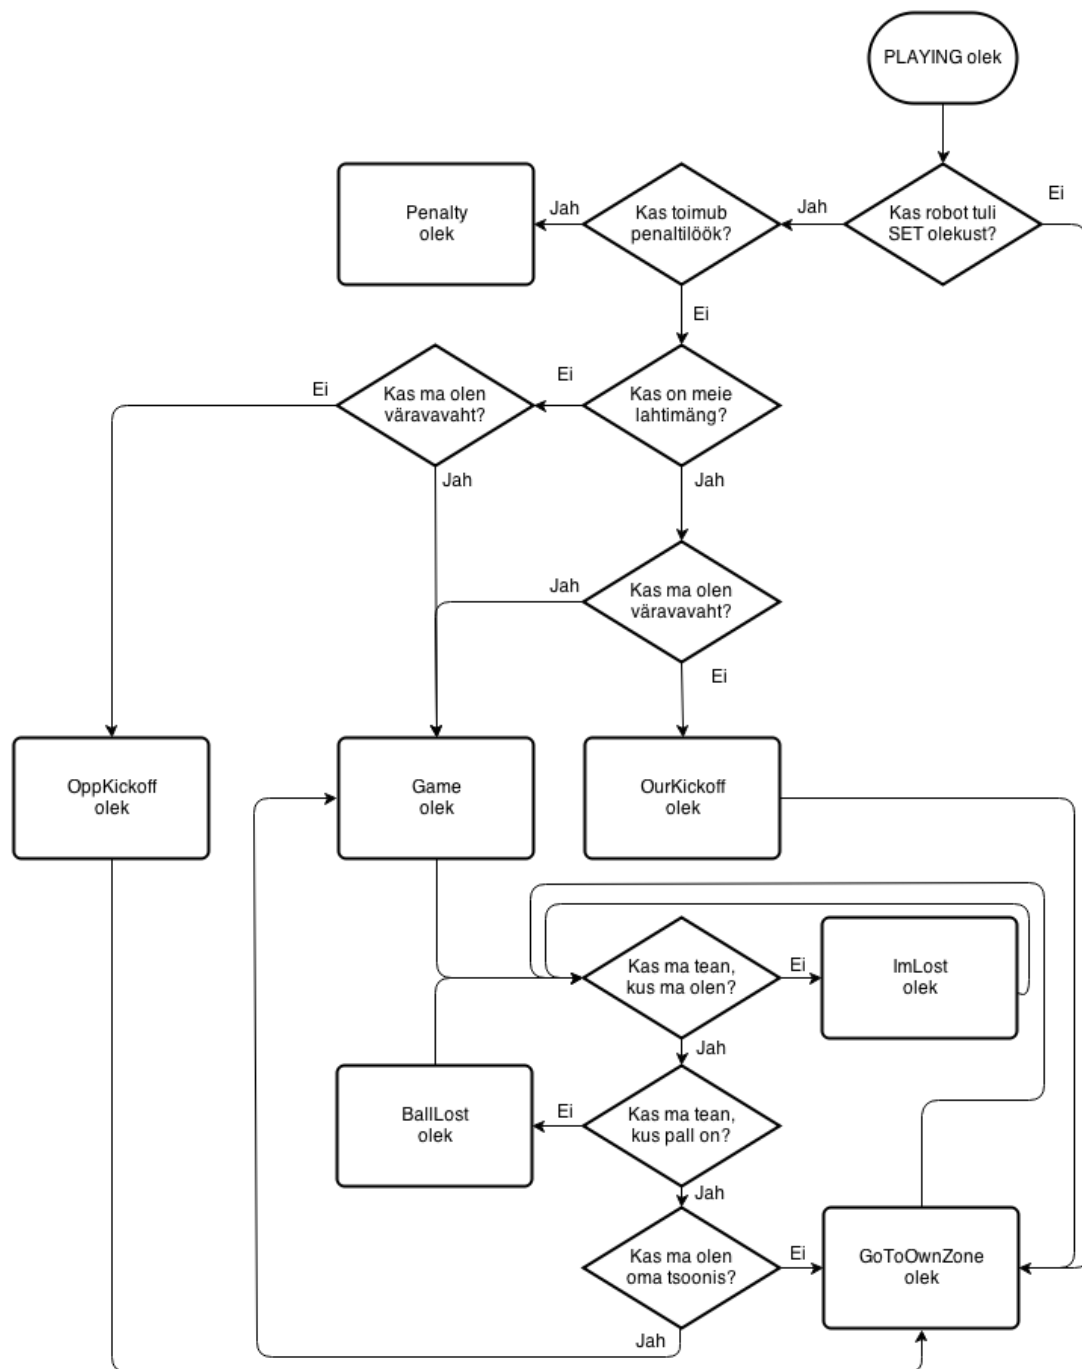 PLAYING olek
Kas robot tuli
SET olekust?
Ei
Jah
Kas toimub
penaltilöök?
Jah
Penalty
olek
Ei
Kas on meie
lahtimäng?
Ei
Kas ma olen
väravavaht?
Ei
Jah
Jah
Kas ma olen
väravavaht?
Jah
Ei
OppKickoff
olek
Game
olek
OurKickoff
olek
Kas ma tean,
kus ma olen?
Ei
ImLost
olek
Jah
Kas ma tean,
kus pall on?
Ei
BallLost
olek
Jah
Kas ma olen
oma tsoonis?
Ei
GoToOwnZone
olek
Jah